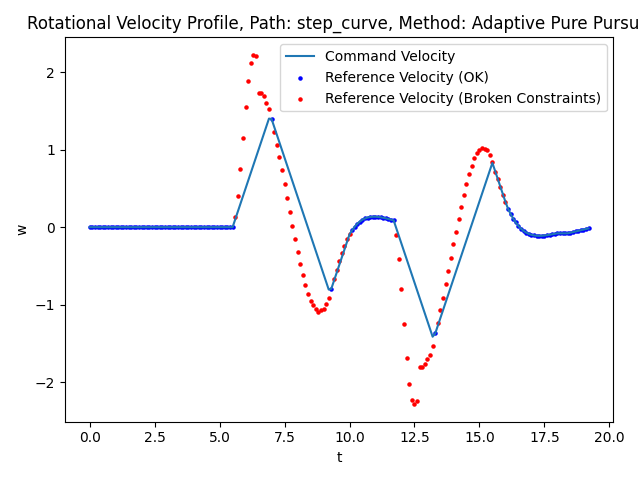 Rotational Velocity Profile, Path: step_curve, Method: Adaptive Pure Pursu
Command Velocity
Reference Velocity (OK)
Reference Velocity (Broken Constraints)
w
2
1
0
−1
−2
0.0 2.5 5.0 7.5 10.0 12.5 15.0 17.5 20.0
t